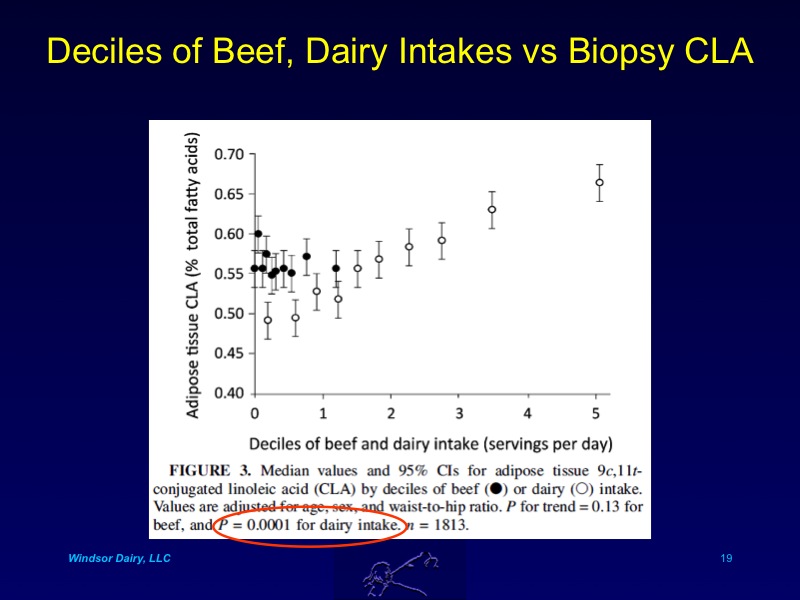 Deciles of Beef, Dairy Intakes vs Biopsy CLA
Adipose tissue CLA (% total fatty acids)
0.70
0.65
0.60
0.55
0.50
0.45
0.40
0 1 2 3 4 5
Deciles of beef and dairy intake (servings per day)
FIGURE 3. Median values and 95% CIs for adipose tissue 9c,11t-
conjugated linoleic acid (CLA) by deciles of beef (●) or dairy (○) intake.
Values are adjusted for age, sex, and waist-to-hip ratio. P for trend = 0.13 for
beef, and P = 0.0001 for dairy intake. n = 1813.
Windsor Dairy, LLC
19